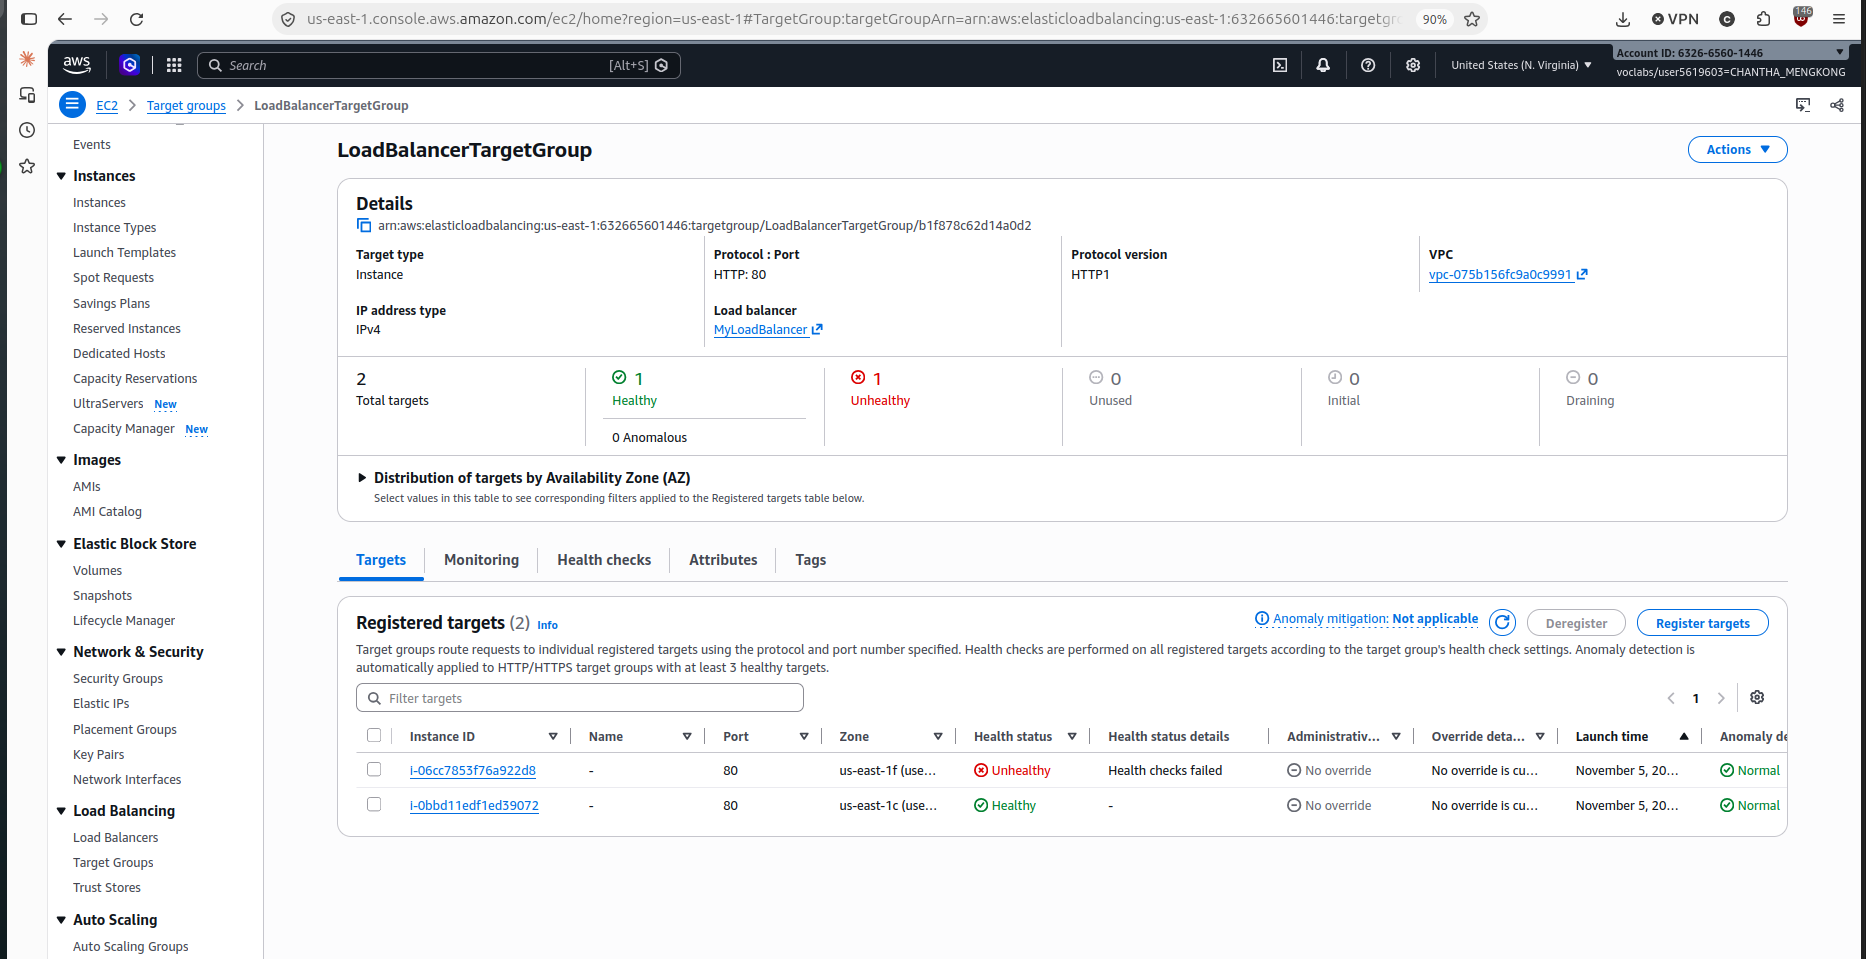 us-east-1.console.aws.amazon.com/ec2/home?region=us-east-1#TargetGroup:targetGroupArn=arn:aws:elasticloadbalancing:us-east-1:632665601446:targetgr
90%
VPN
C
146
aws
Search
[Alt+S]
United States (N. Virginia)
Account ID: 6326-6560-1446
voclabs/user5619603=CHANTHA_MENGKONG
EC2
Target groups
LoadBalancerTargetGroup
Events
Instances
Instances
Instance Types
Launch Templates
Spot Requests
Savings Plans
Reserved Instances
Dedicated Hosts
Capacity Reservations
UltraServers New
Capacity Manager New
Images
AMIs
AMI Catalog
Elastic Block Store
Volumes
Snapshots
Lifecycle Manager
Network & Security
Security Groups
Elastic IPs
Placement Groups
Key Pairs
Network Interfaces
Load Balancing
Load Balancers
Target Groups
Trust Stores
Auto Scaling
Auto Scaling Groups
LoadBalancerTargetGroup
Actions
Details
arn:aws:elasticloadbalancing:us-east-1:632665601446:targetgroup/LoadBalancerTargetGroup/b1f878c62d14a0d2
Target type
Instance
Protocol : Port
HTTP: 80
Protocol version
HTTP1
VPC
vpc-075b156fc9a0c9991
IP address type
IPv4
Load balancer
MyLoadBalancer
2
Total targets
1
Healthy
0 Anomalous
1
Unhealthy
0
Unused
0
Initial
0
Draining
Distribution of targets by Availability Zone (AZ)
Select values in this table to see corresponding filters applied to the Registered targets table below.
Targets
Monitoring
Health checks
Attributes
Tags
Registered targets (2) Info
Anomaly mitigation: Not applicable
Deregister
Register targets
Target groups route requests to individual registered targets using the protocol and port number specified. Health checks are performed on all registered targets according to the target group's health check settings. Anomaly detection is
automatically applied to HTTP/HTTPS target groups with at least 3 healthy targets.
Filter targets
1
Instance ID Name Port Zone Health status Health status details Administrativ... Override deta... Launch time Anomaly de
i-06cc7853f76a922d8 - 80 us-east-1f (use... Unhealthy Health checks failed No override No override is cu... November 5, 20... Normal
i-0bbd11edf1ed39072 - 80 us-east-1c (use... Healthy - No override No override is cu... November 5, 20... Normal